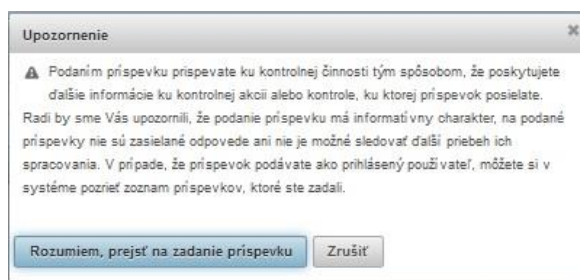 Upozornenie
Podaním príspevku prispevate ku kontrolnej činnosti tým spôsobom, že poskytujete
ďalšie informácie ku kontrolnej akcii alebo kontrole, ku ktorej príspevok posielate.
Radi by sme Vás upozornili, že podanie príspevku má informatívny charakter, na podané
príspevky nie sú zasielané odpovede ani nie je možné sledovať ďalší priebeh ich
spracovania. V prípade, že príspevok podávate ako prihlásený používateľ, môžete si v
systéme pozrieť zoznam príspevkov, ktoré ste zadali.
Rozumiem, prejsť na zadanie príspevku Zrušiť